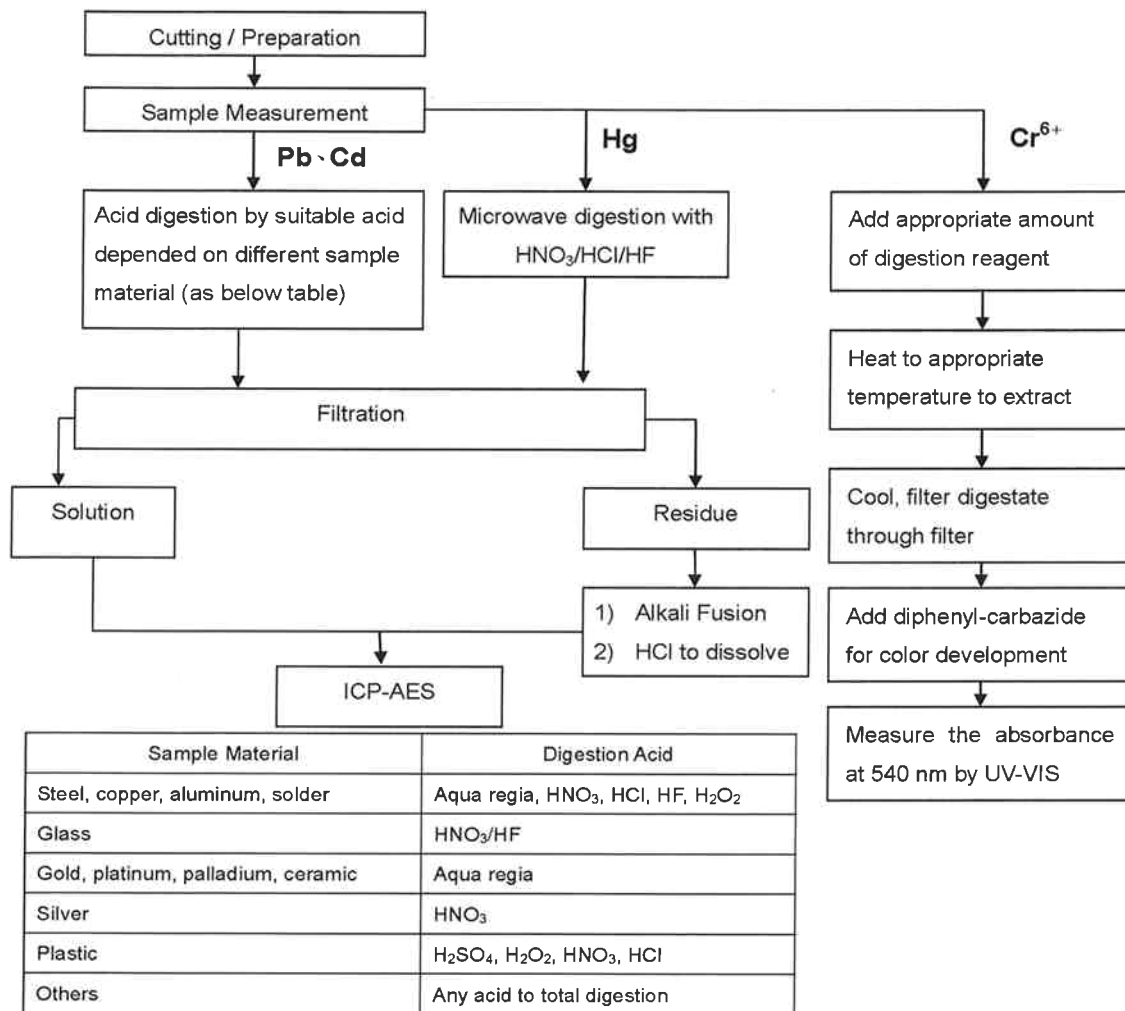 Cutting / Preparation
Sample Measurement
Pb、Cd
Hg
Cr⁶⁺
Acid digestion by suitable acid
depended on different sample
material (as below table)
Microwave digestion with
HNO₃/HCl/HF
Add appropriate amount
of digestion reagent
Heat to appropriate
temperature to extract
Filtration
Solution
Residue
Cool, filter digestate
through filter
1) Alkali Fusion
2) HCl to dissolve
Add diphenyl-carbazide
for color development
ICP-AES
Measure the absorbance
at 540 nm by UV-VIS
Sample Material Digestion Acid
Steel, copper, aluminum, solder Aqua regia, HNO₃, HCl, HF, H₂O₂
Glass HNO₃/HF
Gold, platinum, palladium, ceramic Aqua regia
Silver HNO₃
Plastic H₂SO₄, H₂O₂, HNO₃, HCl
Others Any acid to total digestion